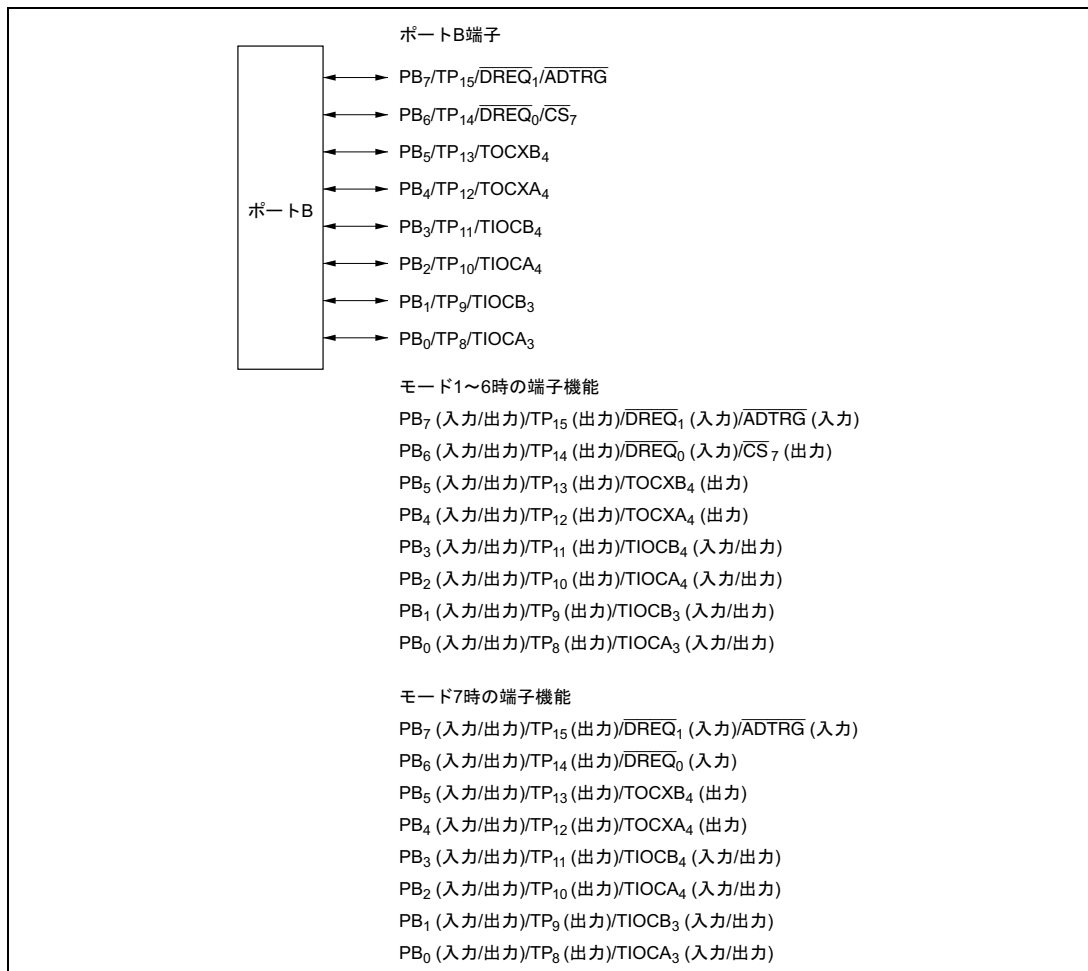 ポートB端子
PB₇/TP₁₅/D̅R̅E̅Q̅₁/A̅D̅T̅R̅G̅
PB₆/TP₁₄/D̅R̅E̅Q̅₀/C̅S̅₇
PB₅/TP₁₃/TOCXB₄
PB₄/TP₁₂/TOCXA₄
ポートB
PB₃/TP₁₁/TIOCB₄
PB₂/TP₁₀/TIOCA₄
PB₁/TP₉/TIOCB₃
PB₀/TP₈/TIOCA₃
モード1～6時の端子機能
PB₇ (入力/出力)/TP₁₅ (出力)/D̅R̅E̅Q̅₁ (入力)/A̅D̅T̅R̅G̅ (入力)
PB₆ (入力/出力)/TP₁₄ (出力)/D̅R̅E̅Q̅₀ (入力)/C̅S̅₇ (出力)
PB₅ (入力/出力)/TP₁₃ (出力)/TOCXB₄ (出力)
PB₄ (入力/出力)/TP₁₂ (出力)/TOCXA₄ (出力)
PB₃ (入力/出力)/TP₁₁ (出力)/TIOCB₄ (入力/出力)
PB₂ (入力/出力)/TP₁₀ (出力)/TIOCA₄ (入力/出力)
PB₁ (入力/出力)/TP₉ (出力)/TIOCB₃ (入力/出力)
PB₀ (入力/出力)/TP₈ (出力)/TIOCA₃ (入力/出力)
モード7時の端子機能
PB₇ (入力/出力)/TP₁₅ (出力)/D̅R̅E̅Q̅₁ (入力)/A̅D̅T̅R̅G̅ (入力)
PB₆ (入力/出力)/TP₁₄ (出力)/D̅R̅E̅Q̅₀ (入力)
PB₅ (入力/出力)/TP₁₃ (出力)/TOCXB₄ (出力)
PB₄ (入力/出力)/TP₁₂ (出力)/TOCXA₄ (出力)
PB₃ (入力/出力)/TP₁₁ (出力)/TIOCB₄ (入力/出力)
PB₂ (入力/出力)/TP₁₀ (出力)/TIOCA₄ (入力/出力)
PB₁ (入力/出力)/TP₉ (出力)/TIOCB₃ (入力/出力)
PB₀ (入力/出力)/TP₈ (出力)/TIOCA₃ (入力/出力)